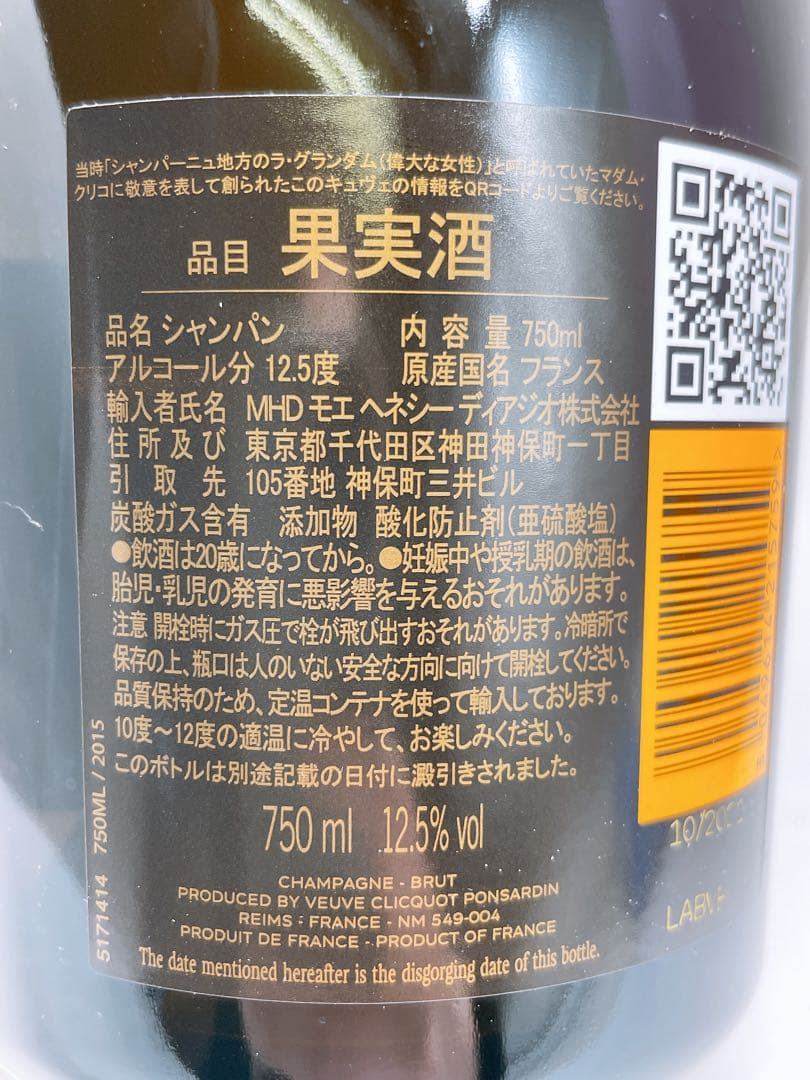 当時「シャンパーニュ地方のラ・グランダム(偉大な女性)」と呼ばれていたマダム・
クリコに敬意を表して創られたこのキュヴェの情報をQRコードよりご覧ください。
品目 果実酒
品名 シャンパン 内容量 750ml
アルコール分 12.5度 原産国名 フランス
輸入者氏名 MHD モエ ヘネシー ディアジオ株式会社
住所及び 東京都千代田区神田神保町一丁目
引取先 105番地 神保町三井ビル
炭酸ガス含有 添加物 酸化防止剤(亜硫酸塩)
●飲酒は20歳になってから。●妊娠中や授乳期の飲酒は、
胎児・乳児の発育に悪影響を与えるおそれがあります。
注意 開栓時にガス圧で栓が飛び出すおそれがあります。冷暗所で
保存の上、瓶口は人のいない安全な方向に向けて開栓してください。
品質保持のため、定温コンテナを使って輸入しております。
10度～12度の適温に冷やして、お楽しみください。
このボトルは別途記載の日付に澱引きされました。
750 ml 12.5% vol
CHAMPAGNE - BRUT
PRODUCED BY VEUVE CLICQUOT PONSARDIN
REIMS - FRANCE - NM 549-004
PRODUIT DE FRANCE - PRODUCT OF FRANCE
The date mentioned hereafter is the disgorging date of this bottle.
5171414 750ML / 2015